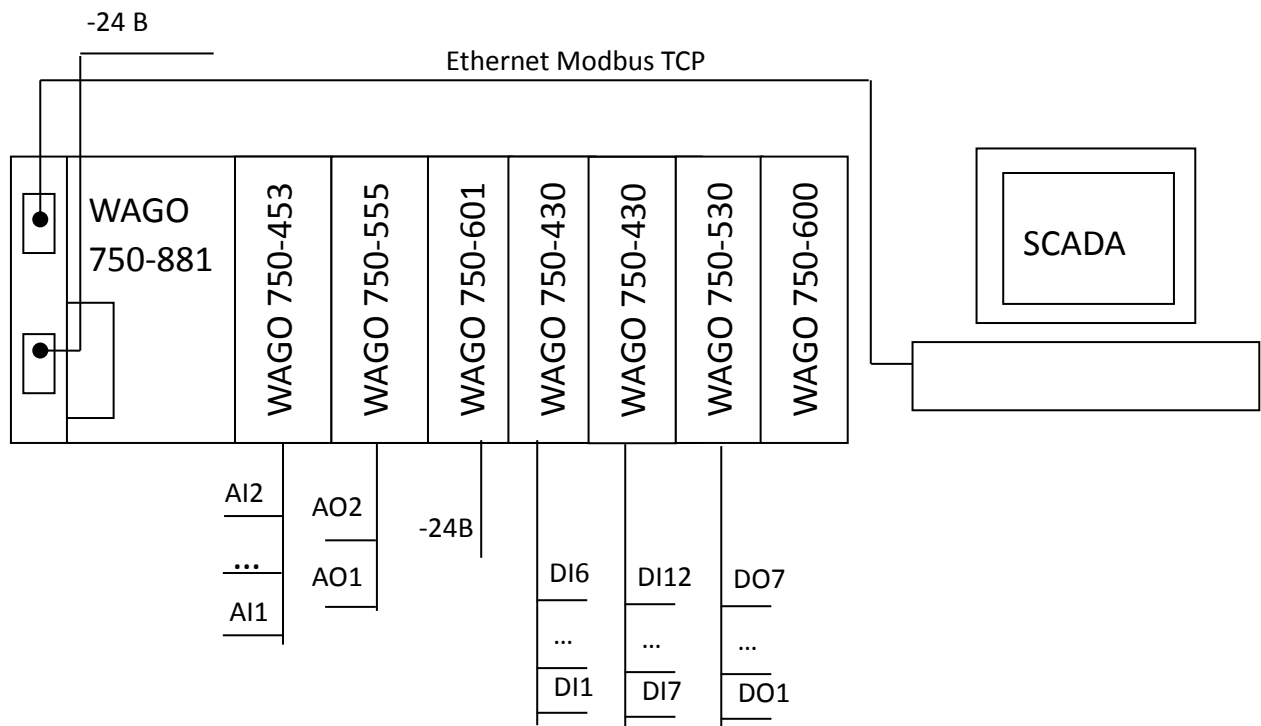 -24 В
Ethernet Modbus TCP
WAGO
750-881
WAGO 750-453
WAGO 750-555
WAGO 750-601
WAGO 750-430
WAGO 750-430
WAGO 750-530
WAGO 750-600
SCADA
AI2
...
AI1
AO2
AO1
-24В
DI6
...
DI1
DI12
...
DI7
DO7
...
DO1